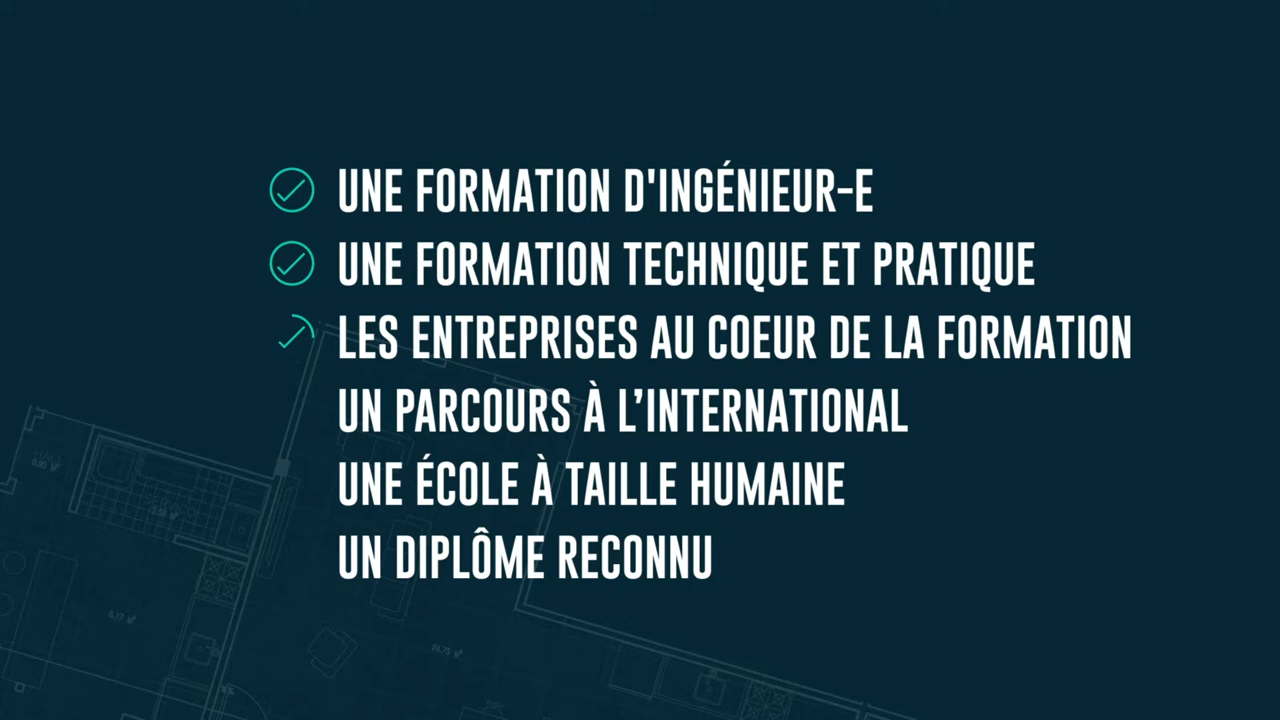 UNE FORMATION D'INGÉNIEUR-E
UNE FORMATION TECHNIQUE ET PRATIQUE
LES ENTREPRISES AU COEUR DE LA FORMATION
UN PARCOURS À L’INTERNATIONAL
UNE ÉCOLE À TAILLE HUMAINE
UN DIPLÔME RECONNU